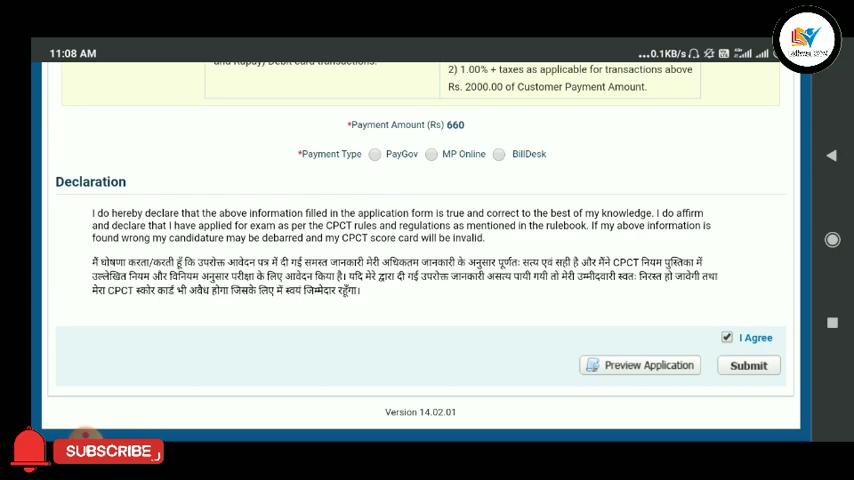 11:08 AM
...0.1KB/s
and Rupay/Debit card transactions.
2) 1.00% + taxes as applicable for transactions above
Rs. 2000.00 of Customer Payment Amount.
*Payment Amount (Rs) 660
*Payment Type PayGov MP Online BillDesk
Declaration
I do hereby declare that the above information filled in the application form is true and correct to the best of my knowledge. I do affirm
and declare that I have applied for exam as per the CPCT rules and regulations as mentioned in the rulebook. If my above information is
found wrong my candidature may be debarred and my CPCT score card will be invalid.
मैं घोषणा करता/करती हूँ कि उपरोक्त आवेदन पत्र में दी गई समस्त जानकारी मेरी अधिकतम जानकारी के अनुसार पूर्णतः सत्य एवं सही है और मैंने CPCT नियम पुस्तिका में
उल्लेखित नियम और विनियम अनुसार परीक्षा के लिए आवेदन किया है। यदि मेरे द्वारा दी गई उपरोक्त जानकारी असत्य पायी गयी तो मेरी उम्मीदवारी स्वतः निरस्त हो जावेगी तथा
मेरा CPCT स्कोर कार्ड भी अवैध होगा जिसके लिए में स्वयं जिम्मेदार रहूँगा।
I Agree
Preview Application Submit
Version 14.02.01
SUBSCRIBE